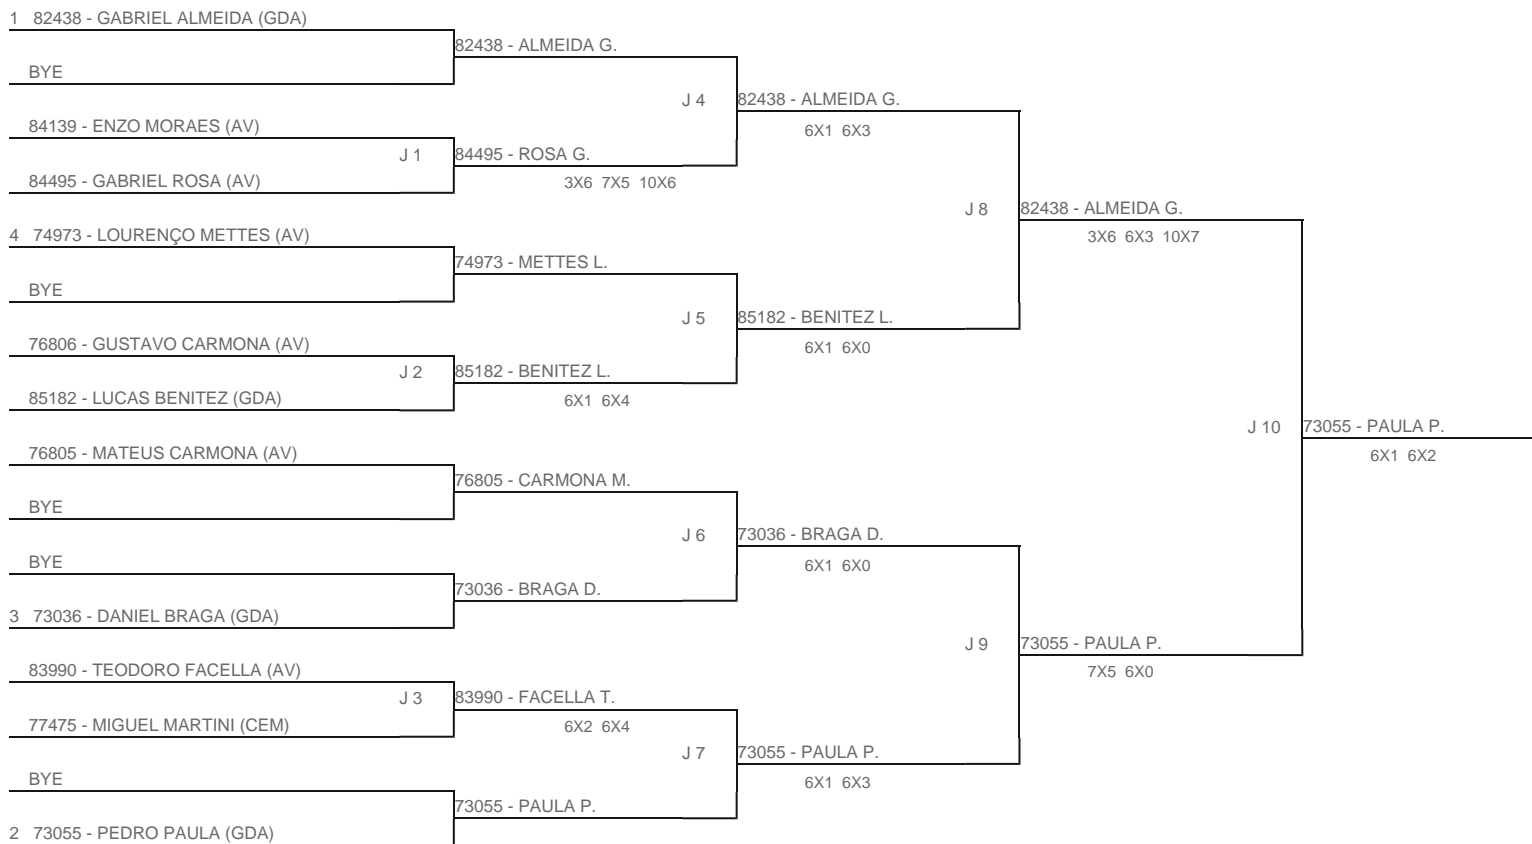 1 82438 - GABRIEL ALMEIDA (GDA)
82438 - ALMEIDA G.
BYE
J 4 82438 - ALMEIDA G.
6X1 6X3
84139 - ENZO MORAES (AV)
J 1 84495 - ROSA G.
3X6 7X5 10X6
84495 - GABRIEL ROSA (AV)
J 8 82438 - ALMEIDA G.
3X6 6X3 10X7
4 74973 - LOURENÇO METTES (AV)
74973 - METTES L.
BYE
J 5 85182 - BENITEZ L.
6X1 6X0
76806 - GUSTAVO CARMONA (AV)
J 2 85182 - BENITEZ L.
6X1 6X4
85182 - LUCAS BENITEZ (GDA)
J 10 73055 - PAULA P.
6X1 6X2
76805 - MATEUS CARMONA (AV)
76805 - CARMONA M.
BYE
J 6 73036 - BRAGA D.
6X1 6X0
BYE
73036 - BRAGA D.
3 73036 - DANIEL BRAGA (GDA)
J 9 73055 - PAULA P.
7X5 6X0
83990 - TEODORO FACELLA (AV)
J 3 83990 - FACELLA T.
6X2 6X4
77475 - MIGUEL MARTINI (CEM)
J 7 73055 - PAULA P.
6X1 6X3
BYE
73055 - PAULA P.
2 73055 - PEDRO PAULA (GDA)